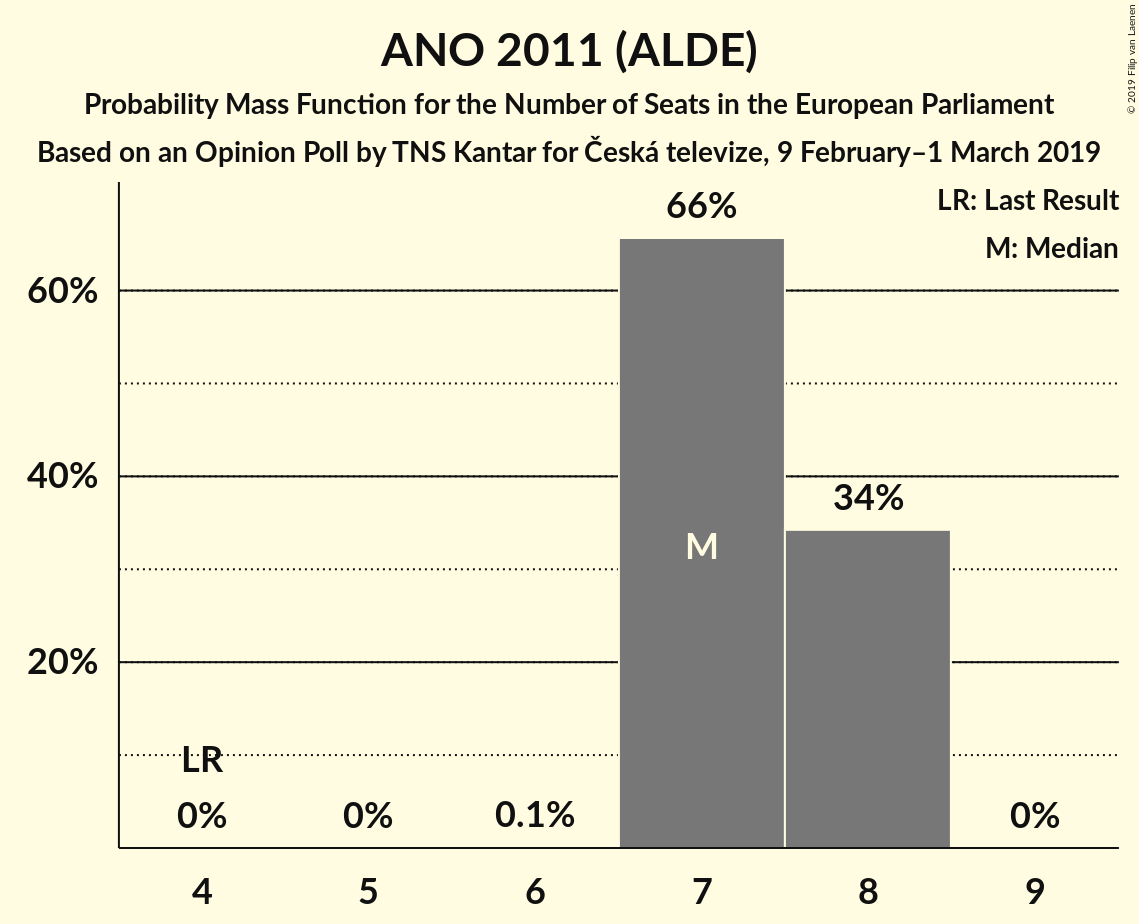 ANO 2011 (ALDE)
Probability Mass Function for the Number of Seats in the European Parliament
Based on an Opinion Poll by TNS Kantar for Česká televize, 9 February–1 March 2019
© 2019 Filip van Laenen
LR: Last Result
M: Median
66%
60%
40%
34%
M
20%
LR
0%
0%
0.1%
0%
4
5
6
7
8
9